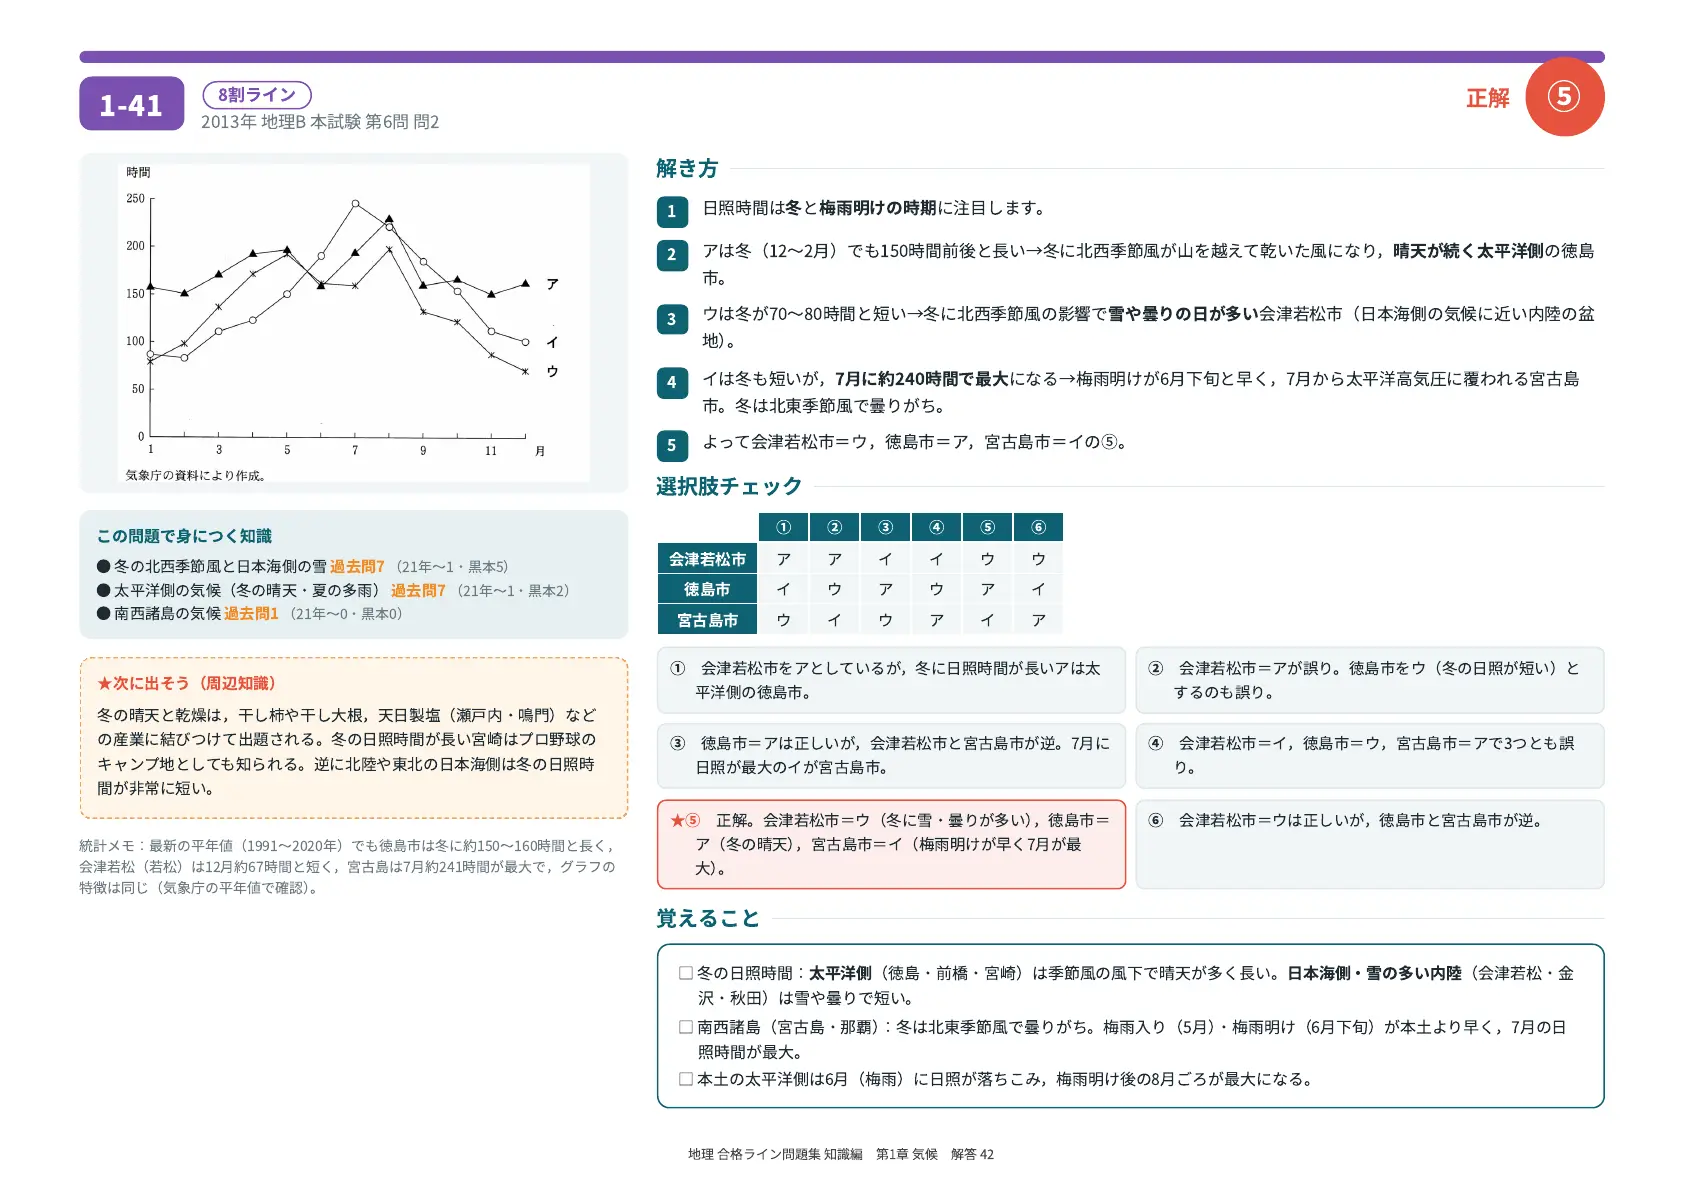 1-41
8割ライン
2013年 地理B 本試験 第6問 問2
正解 ⑤
時間
250
200
150
100
50
0
1 3 5 7 9 11 月
ア
イ
ウ
気象庁の資料により作成。
この問題で身につく知識
● 冬の北西季節風と日本海側の雪 過去問7 （21年〜1・黒本5）
● 太平洋側の気候（冬の晴天・夏の多雨） 過去問7 （21年〜1・黒本2）
● 南西諸島の気候 過去問1 （21年〜0・黒本0）
★次に出そう（周辺知識）
冬の晴天と乾燥は，干し柿や干し大根，天日製塩（瀬戸内・鳴門）など
の産業に結びつけて出題される。冬の日照時間が長い宮崎はプロ野球の
キャンプ地としても知られる。逆に北陸や東北の日本海側は冬の日照時
間が非常に短い。
統計メモ：最新の平年値（1991〜2020年）でも徳島市は冬に約150〜160時間と長く，
会津若松（若松）は12月約67時間と短く，宮古島は7月約241時間が最大で，グラフの
特徴は同じ（気象庁の平年値で確認）。
解き方
1 日照時間は冬と梅雨明けの時期に注目します。
2 アは冬（12〜2月）でも150時間前後と長い→冬に北西季節風が山を越えて乾いた風になり，晴天が続く太平洋側の徳島
市。
3 ウは冬が70〜80時間と短い→冬に北西季節風の影響で雪や曇りの日が多い会津若松市（日本海側の気候に近い内陸の盆
地）。
4 イは冬も短いが，7月に約240時間で最大になる→梅雨明けが6月下旬と早く，7月から太平洋高気圧に覆われる宮古島
市。冬は北東季節風で曇りがち。
5 よって会津若松市＝ウ，徳島市＝ア，宮古島市＝イの⑤。
選択肢チェック
① ② ③ ④ ⑤ ⑥
会津若松市 ア ア イ イ ウ ウ
徳島市 イ ウ ア ウ ア イ
宮古島市 ウ イ ウ ア イ ア
① 会津若松市をアとしているが，冬に日照時間が長いアは太
平洋側の徳島市。
② 会津若松市＝アが誤り。徳島市をウ（冬の日照が短い）と
するのも誤り。
③ 徳島市＝アは正しいが，会津若松市と宮古島市が逆。7月に
日照が最大のイが宮古島市。
④ 会津若松市＝イ，徳島市＝ウ，宮古島市＝アで3つとも誤
り。
★⑤ 正解。会津若松市＝ウ（冬に雪・曇りが多い），徳島市＝
ア（冬の晴天），宮古島市＝イ（梅雨明けが早く7月が最
大）。
⑥ 会津若松市＝ウは正しいが，徳島市と宮古島市が逆。
覚えること
□ 冬の日照時間：太平洋側（徳島・前橋・宮崎）は季節風の風下で晴天が多く長い。日本海側・雪の多い内陸（会津若松・金
沢・秋田）は雪や曇りで短い。
□ 南西諸島（宮古島・那覇）：冬は北東季節風で曇りがち。梅雨入り（5月）・梅雨明け（6月下旬）が本土より早く，7月の日
照時間が最大。
□ 本土の太平洋側は6月（梅雨）に日照が落ちこみ，梅雨明け後の8月ごろが最大になる。
地理 合格ライン問題集 知識編 第1章 気候 解答 42